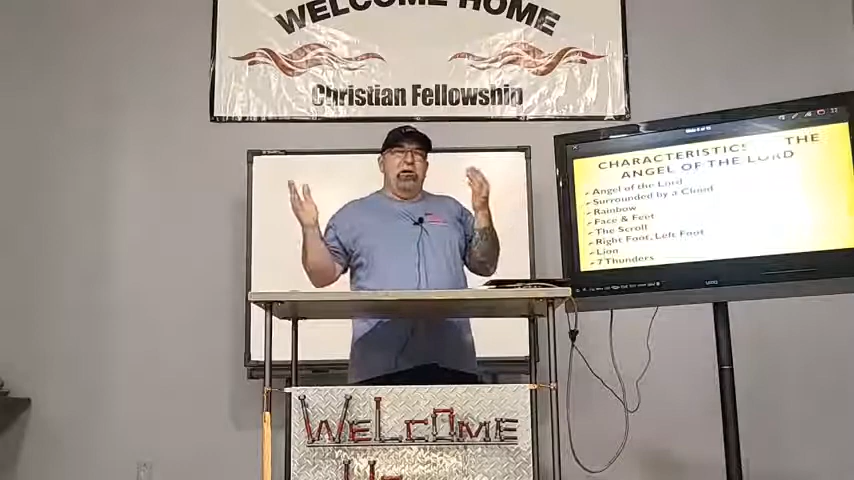 WELCOME HOME
Christian Fellowship
CHARACTERISTICS THE
ANGEL OF THE LORD
Angel of the Lord
Surrounded by a Cloud
Rainbow
Face & Feet
The Scroll
Right Foot, Left Foot
Lion
7 Thunders
WELCOME